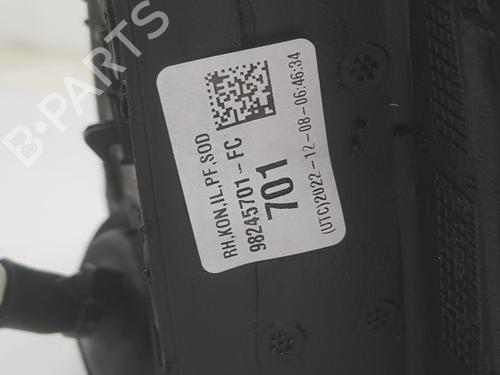 B-PARTS
RH,KON,IL,PF,SOD
98245701-FC
701
(UTC)2022-12-08-06:46:34